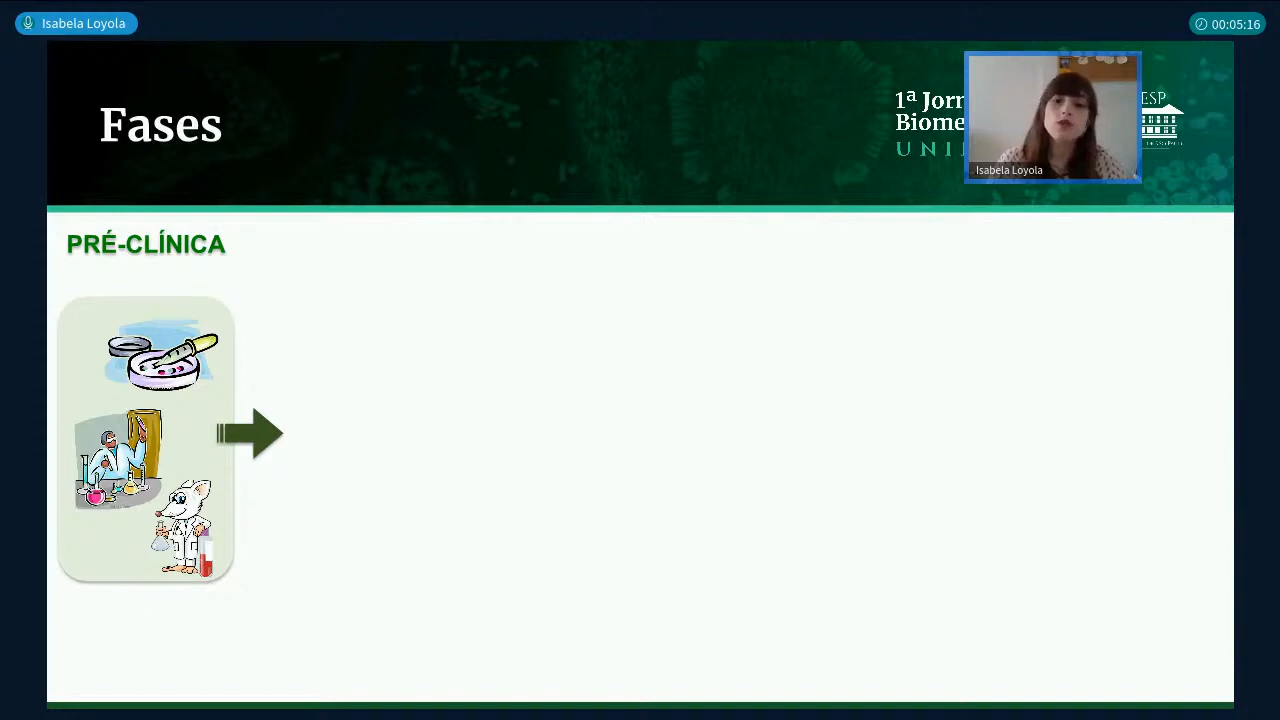 Isabela Loyola
00:05:16
Fases
1ª Jorn
Biome
UNI
ESP
Isabela Loyola
PRÉ-CLÍNICA